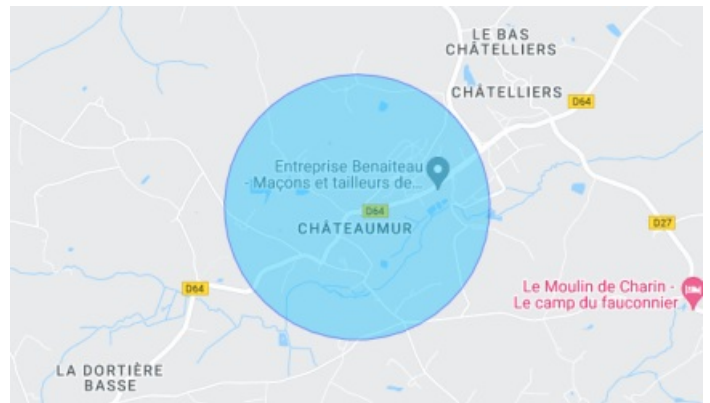 LE BAS
CHÂTELLIERS
CHÂTELLIERS
D64
Entreprise Benaiteau
- Maçons et tailleurs de...
D64
CHÂTEAUMUR
D27
Le Moulin de Charin -
Le camp du fauconnier
D64
LA DORTIÈRE
BASSE